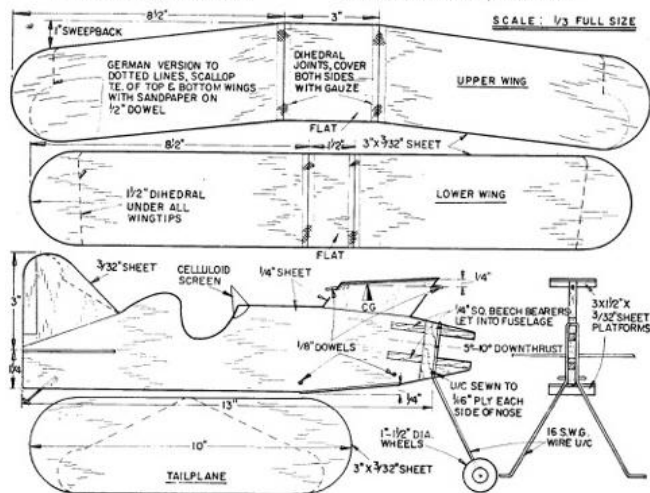 8½"
3"
SCALE: 1/3 FULL SIZE
1" SWEEPBACK
GERMAN VERSION TO
DOTTED LINES, SCALLOP
T.E. OF TOP & BOTTOM WINGS
WITH SANDPAPER ON
½" DOWEL
DIHEDRAL
JOINTS, COVER
BOTH SIDES
WITH GAUZE
UPPER WING
FLAT
8½"
1½"
3" X 3/32" SHEET
1½" DIHEDRAL
UNDER ALL
WINGTIPS
LOWER WING
FLAT
3/32" SHEET
CELLULOID
SCREEN
¼" SHEET
¼"
3"
CG
¼" SQ. BEECH BEARERS
LET INTO FUSELAGE
3X1½"X
3/32" SHEET
PLATFORMS
1/8" DOWELS
5°-10° DOWNTHRUST
13"
¼"
U/C SEWN TO
1/16" PLY EACH
SIDE OF NOSE
10"
1"-1½" DIA.
WHEELS
16 S.W.G.
WIRE U/C
TAILPLANE
3" X 3/32" SHEET